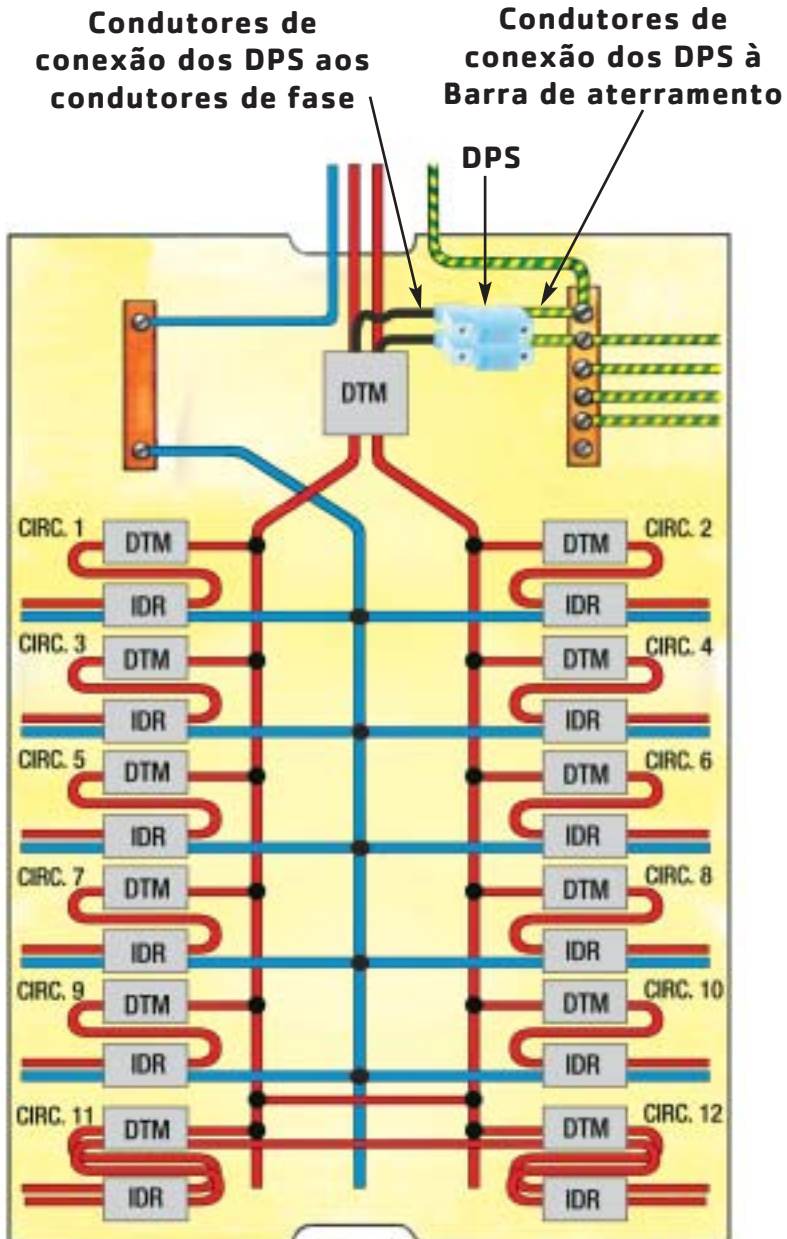 Condutores de
conexão dos DPS aos
condutores de fase
Condutores de
conexão dos DPS à
Barra de aterramento
DPS
DTM
CIRC. 1
DTM
IDR
CIRC. 2
DTM
IDR
CIRC. 3
DTM
IDR
CIRC. 4
DTM
IDR
CIRC. 5
DTM
IDR
CIRC. 6
DTM
IDR
CIRC. 7
DTM
IDR
CIRC. 8
DTM
IDR
CIRC. 9
DTM
IDR
CIRC. 10
DTM
IDR
CIRC. 11
DTM
IDR
CIRC. 12
DTM
IDR